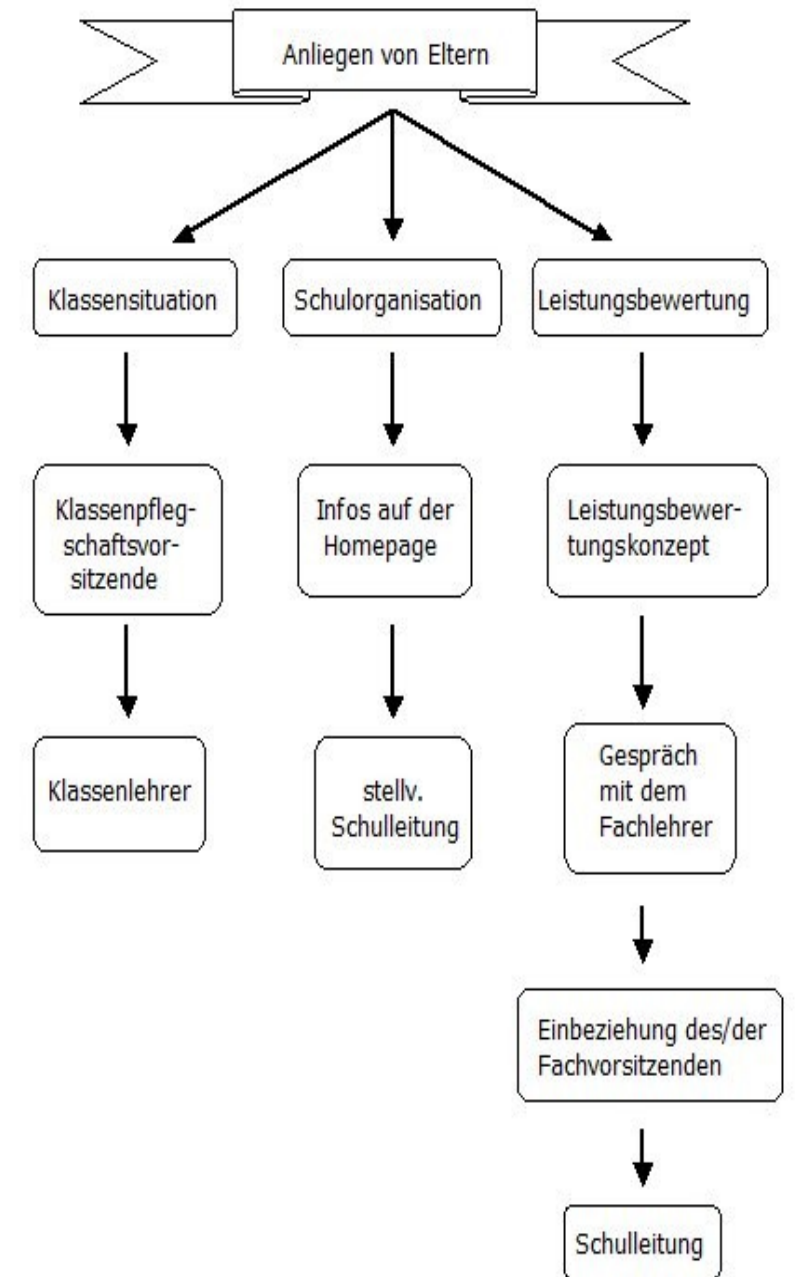 Anliegen von Eltern
Klassensituation
Schulorganisation
Leistungsbewertung
Klassenpfleg-
schaftsvor-
sitzende
Infos auf der
Homepage
Leistungsbewer-
tungskonzept
Klassenlehrer
stellv.
Schulleitung
Gespräch
mit dem
Fachlehrer
Einbeziehung des/der
Fachvorsitzenden
Schulleitung